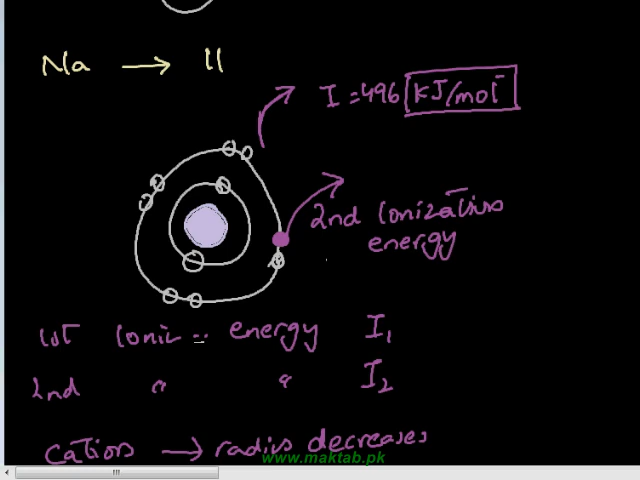 Na → 11
I = 496 KJ/mol
2nd Ionization
energy
1st Ioniz -- energy I₁
2nd " " I₂
cations → radius decreases
www.maktab.pk